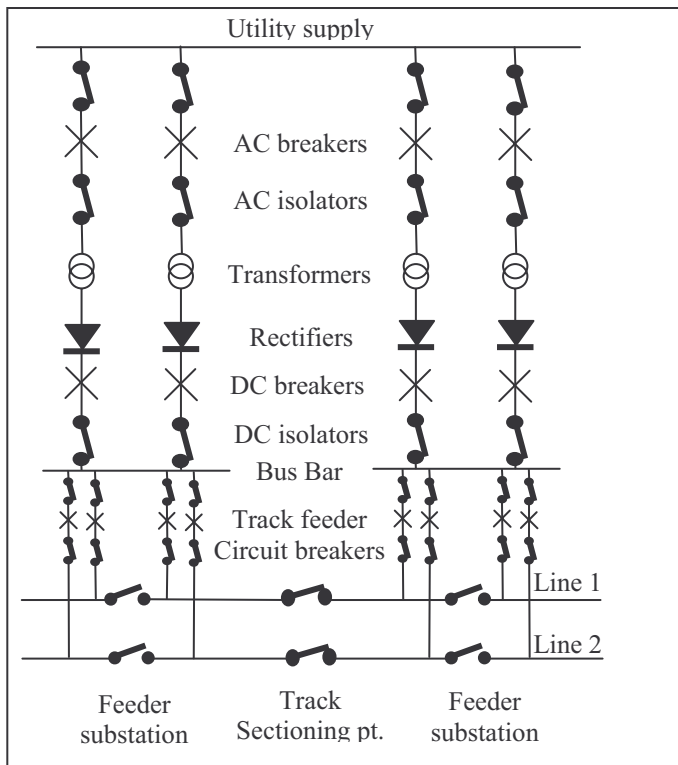 Utility supply
AC breakers
AC isolators
Transformers
Rectifiers
DC breakers
DC isolators
Bus Bar
Track feeder
Circuit breakers
Line 1
Line 2
Feeder
substation
Track
Sectioning pt.
Feeder
substation